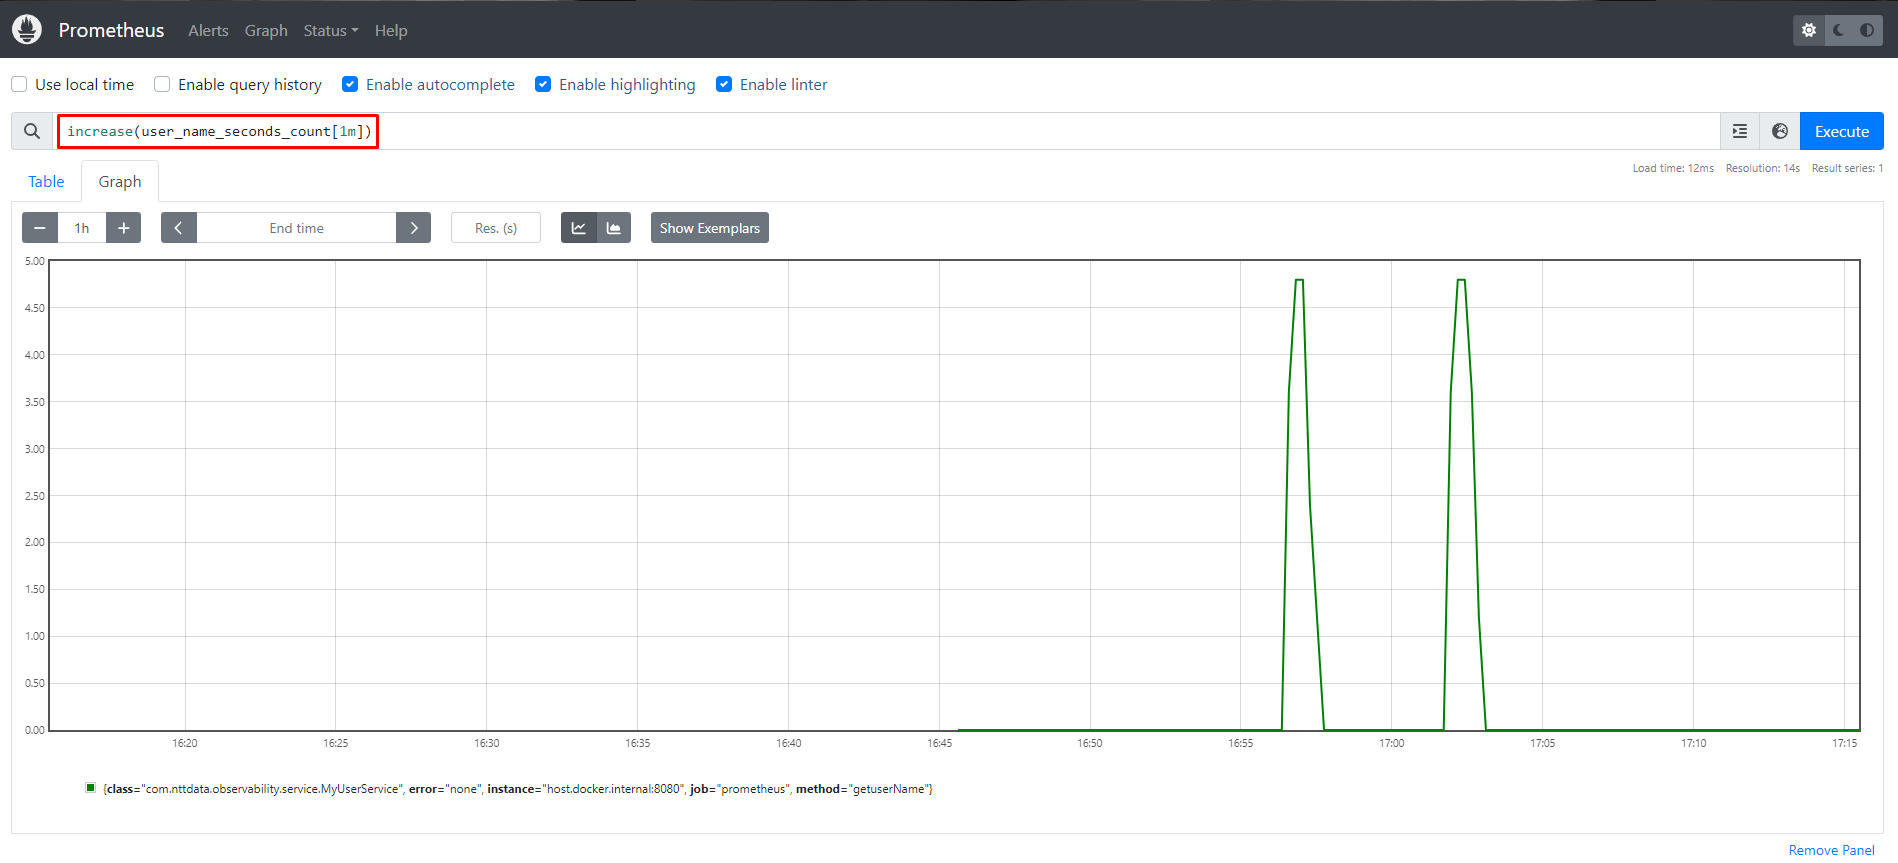 Prometheus Alerts Graph Status Help
Use local time Enable query history Enable autocomplete Enable highlighting Enable linter
increase(user_name_seconds_count[1m]) Execute
Table Graph Load time: 12ms Resolution: 14s Result series: 1
1h End time Res. (s) Show Exemplars
5.00
4.50
4.00
3.50
3.00
2.50
2.00
1.50
1.00
0.50
0.00
16:20 16:25 16:30 16:35 16:40 16:45 16:50 16:55 17:00 17:05 17:10 17:15
{class="com.nttdata.observability.service.MyUserService", error="none", instance="host.docker.internal:8080", job="prometheus", method="getuserName"}
Remove Panel